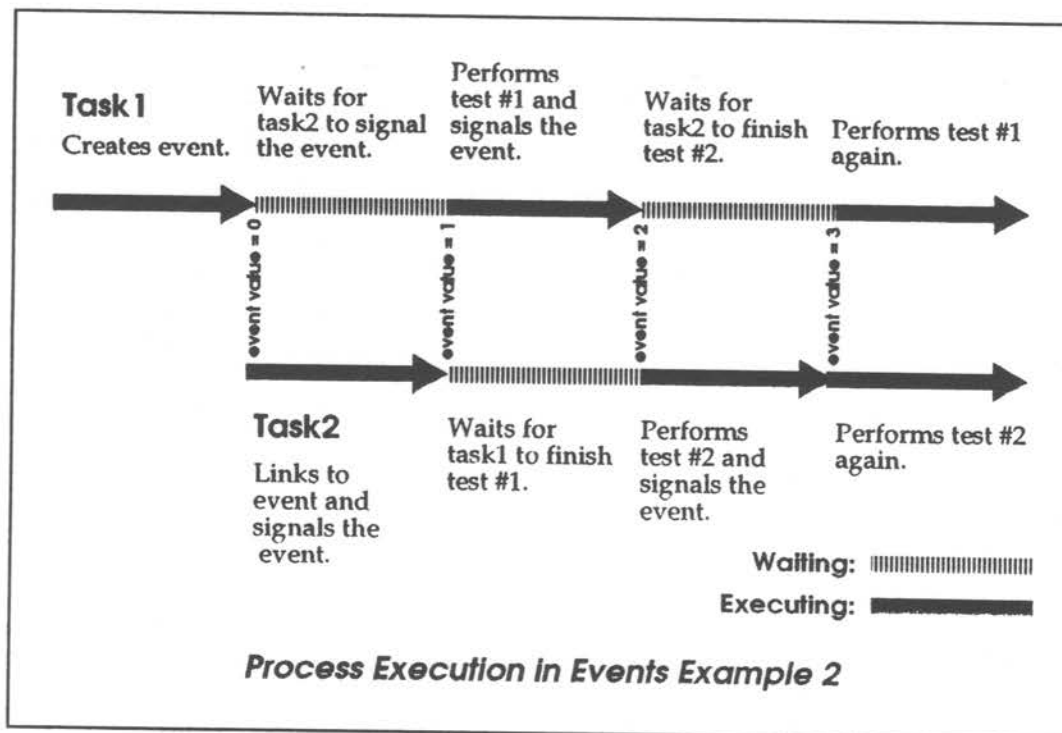 Task1
Creates event.
Waits for
task2 to signal
the event.
Performs
test #1 and
signals the
event.
Waits for
task2 to finish
test #2.
Performs test #1
again.
event value = 0
event value = 1
event value = 2
event value = 3
Task2
Links to
event and
signals the
event.
Waits for
task1 to finish
test #1.
Performs
test #2 and
signals the
event.
Performs test #2
again.
Waiting:
Executing:
Process Execution in Events Example 2